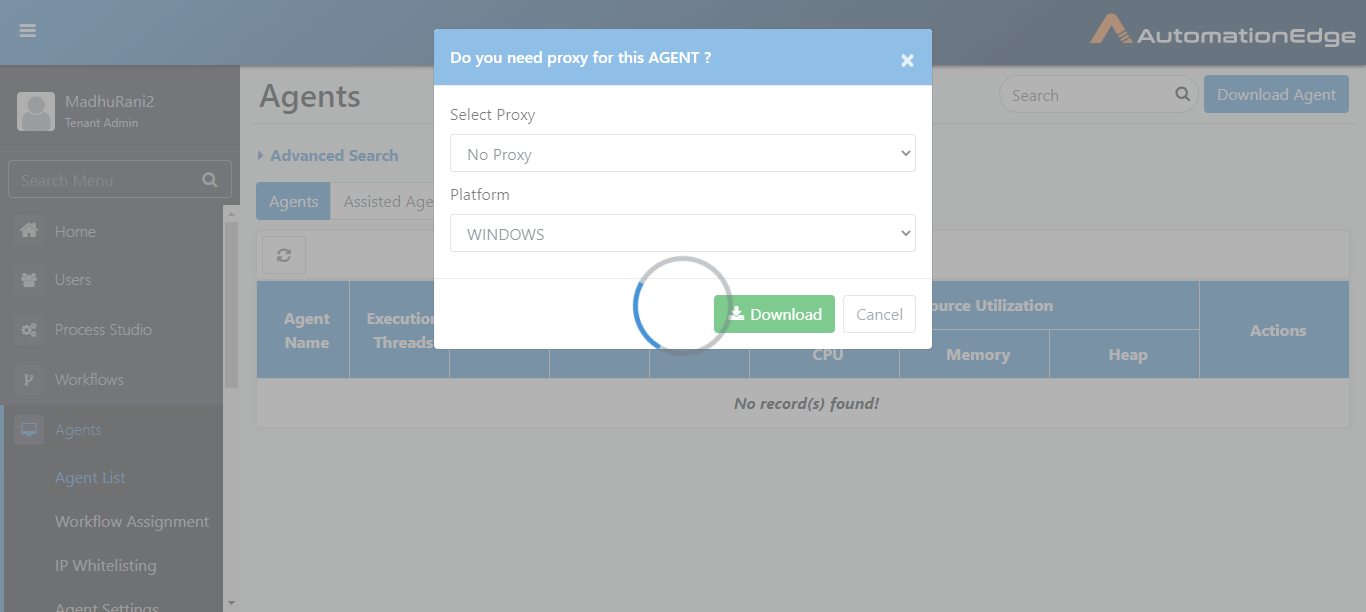 AutomationEdge
Do you need proxy for this AGENT ?
×
MadhuRani2
Tenant Admin
Agents
Search
Download Agent
Select Proxy
No Proxy
Advanced Search
Search Menu
Platform
Agents
Assisted Age
WINDOWS
Home
Users
Process Studio
Workflows
Agents
Agent List
Workflow Assignment
IP Whitelisting
Agent Settings
Download
Cancel
Agent
Name
Execution
Threads
ource Utilization
Actions
CPU
Memory
Heap
No record(s) found!